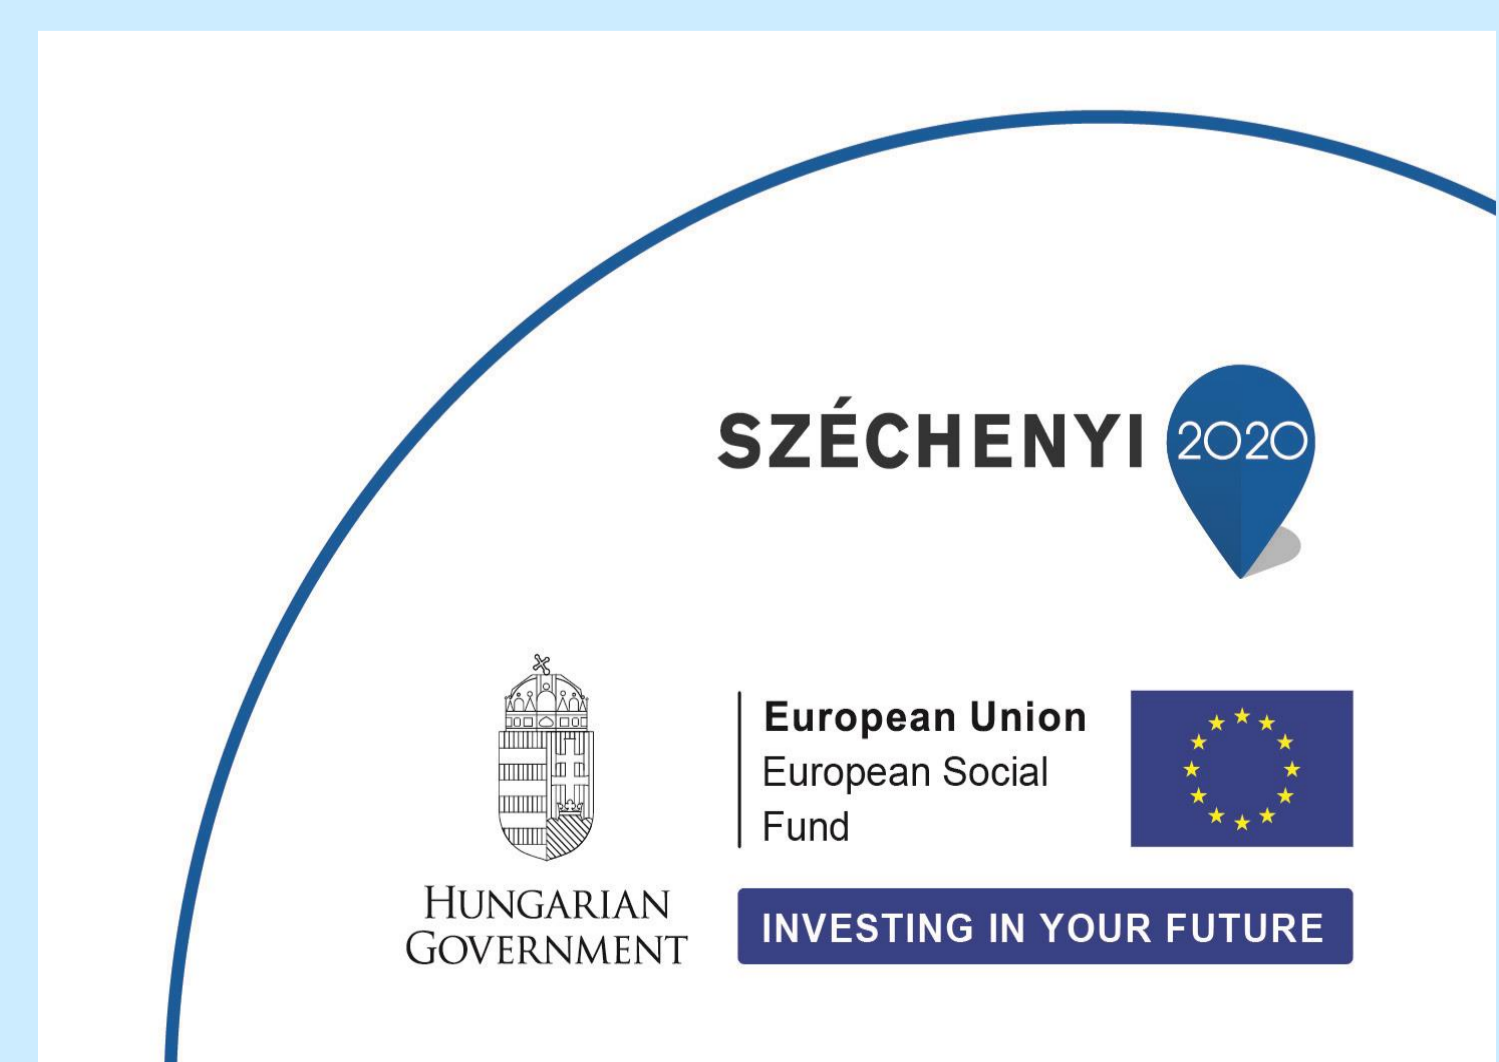 SZÉCHENYI 2020
European Union
European Social
Fund
HUNGARIAN
GOVERNMENT
INVESTING IN YOUR FUTURE